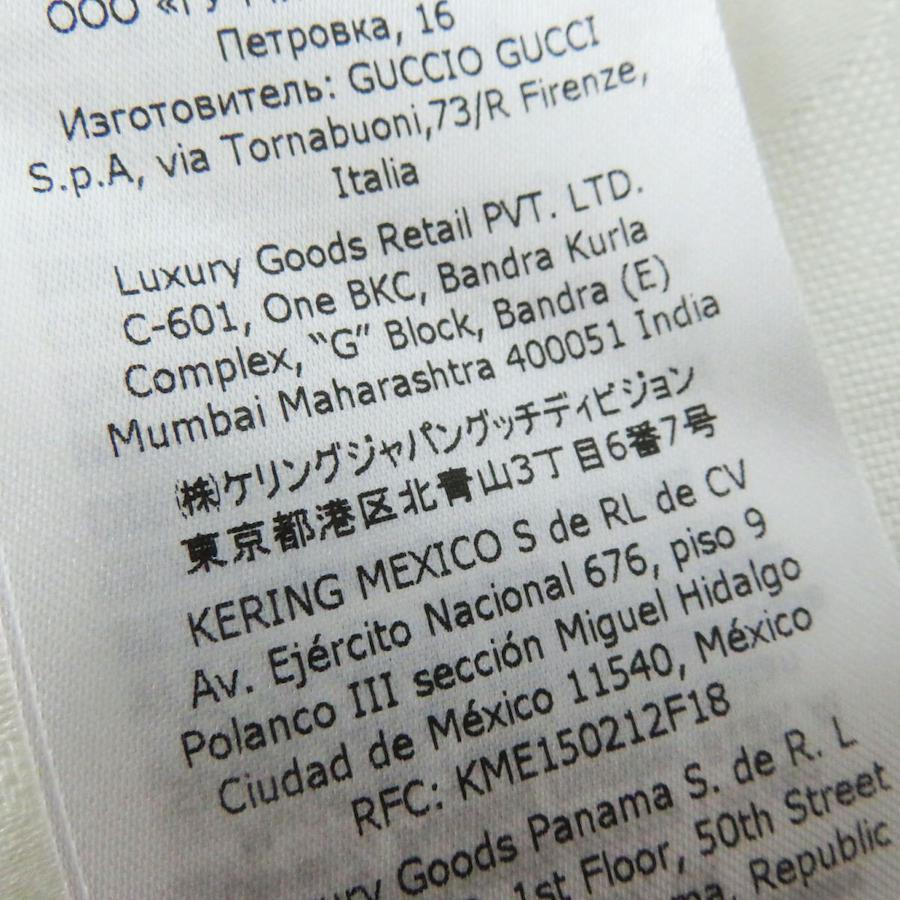 ООО «ГУ
Петровка, 16
Изготовитель: GUCCIO GUCCI
S.p.A, via Tornabuoni,73/R Firenze,
Italia
Luxury Goods Retail PVT. LTD.
C-601, One BKC, Bandra Kurla
Complex, “G” Block, Bandra (E)
Mumbai Maharashtra 400051 India
㈱ケリングジャパングッチディビジョン
東京都港区北青山3丁目6番7号
KERING MEXICO S de RL de CV
Av. Ejército Nacional 676, piso 9
Polanco III sección Miguel Hidalgo
Ciudad de México 11540, México
RFC: KME150212F18
Goods Panama S. de R. L
1st Floor, 50th Street
Republic